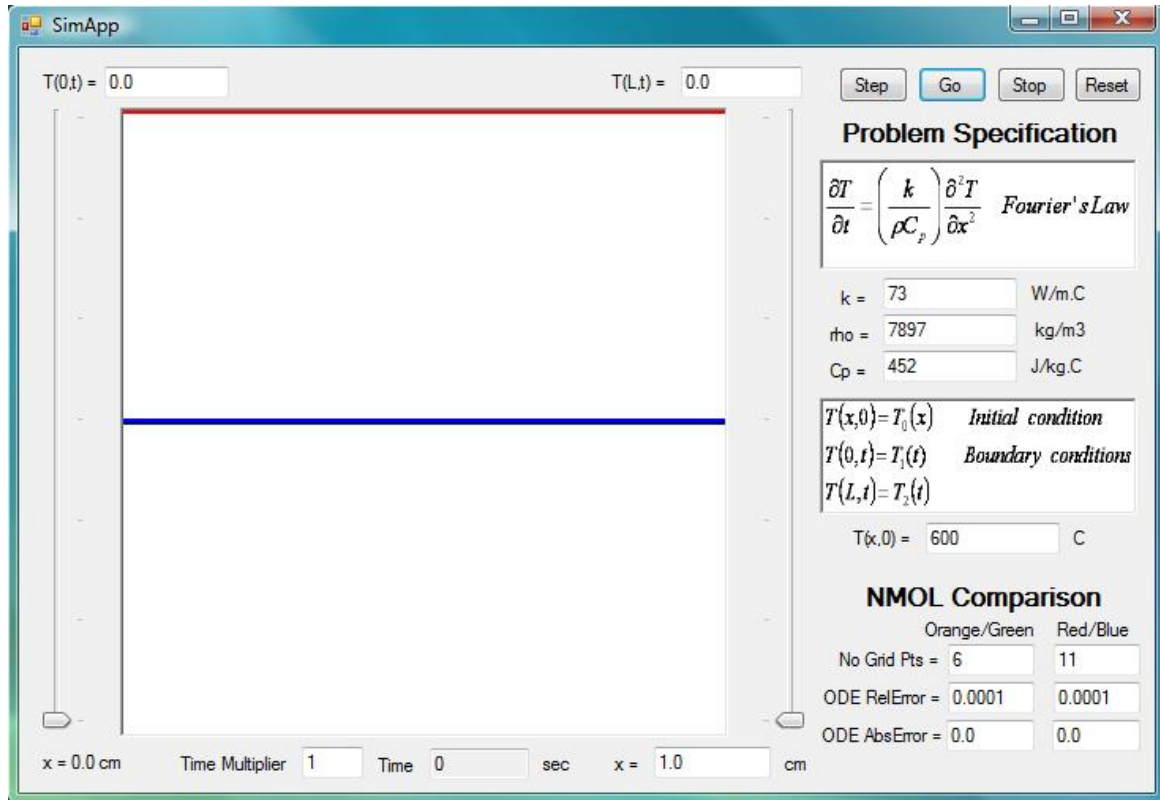 SimApp
T(0,t) = 0.0
T(L,t) = 0.0
Step Go Stop Reset
Problem Specification
∂T/∂t = (k/ρC_p) ∂²T/∂x² Fourier's Law
k = 73 W/m.C
rho = 7897 kg/m3
Cp = 452 J/kg.C
T(x,0)=T₀(x) Initial condition
T(0,t)=T₁(t) Boundary conditions
T(L,t)=T₂(t)
T(x,0) = 600 C
NMOL Comparison
Orange/Green Red/Blue
No Grid Pts = 6 11
ODE RelError = 0.0001 0.0001
ODE AbsError = 0.0 0.0
x = 0.0 cm Time Multiplier 1 Time 0 sec x = 1.0 cm